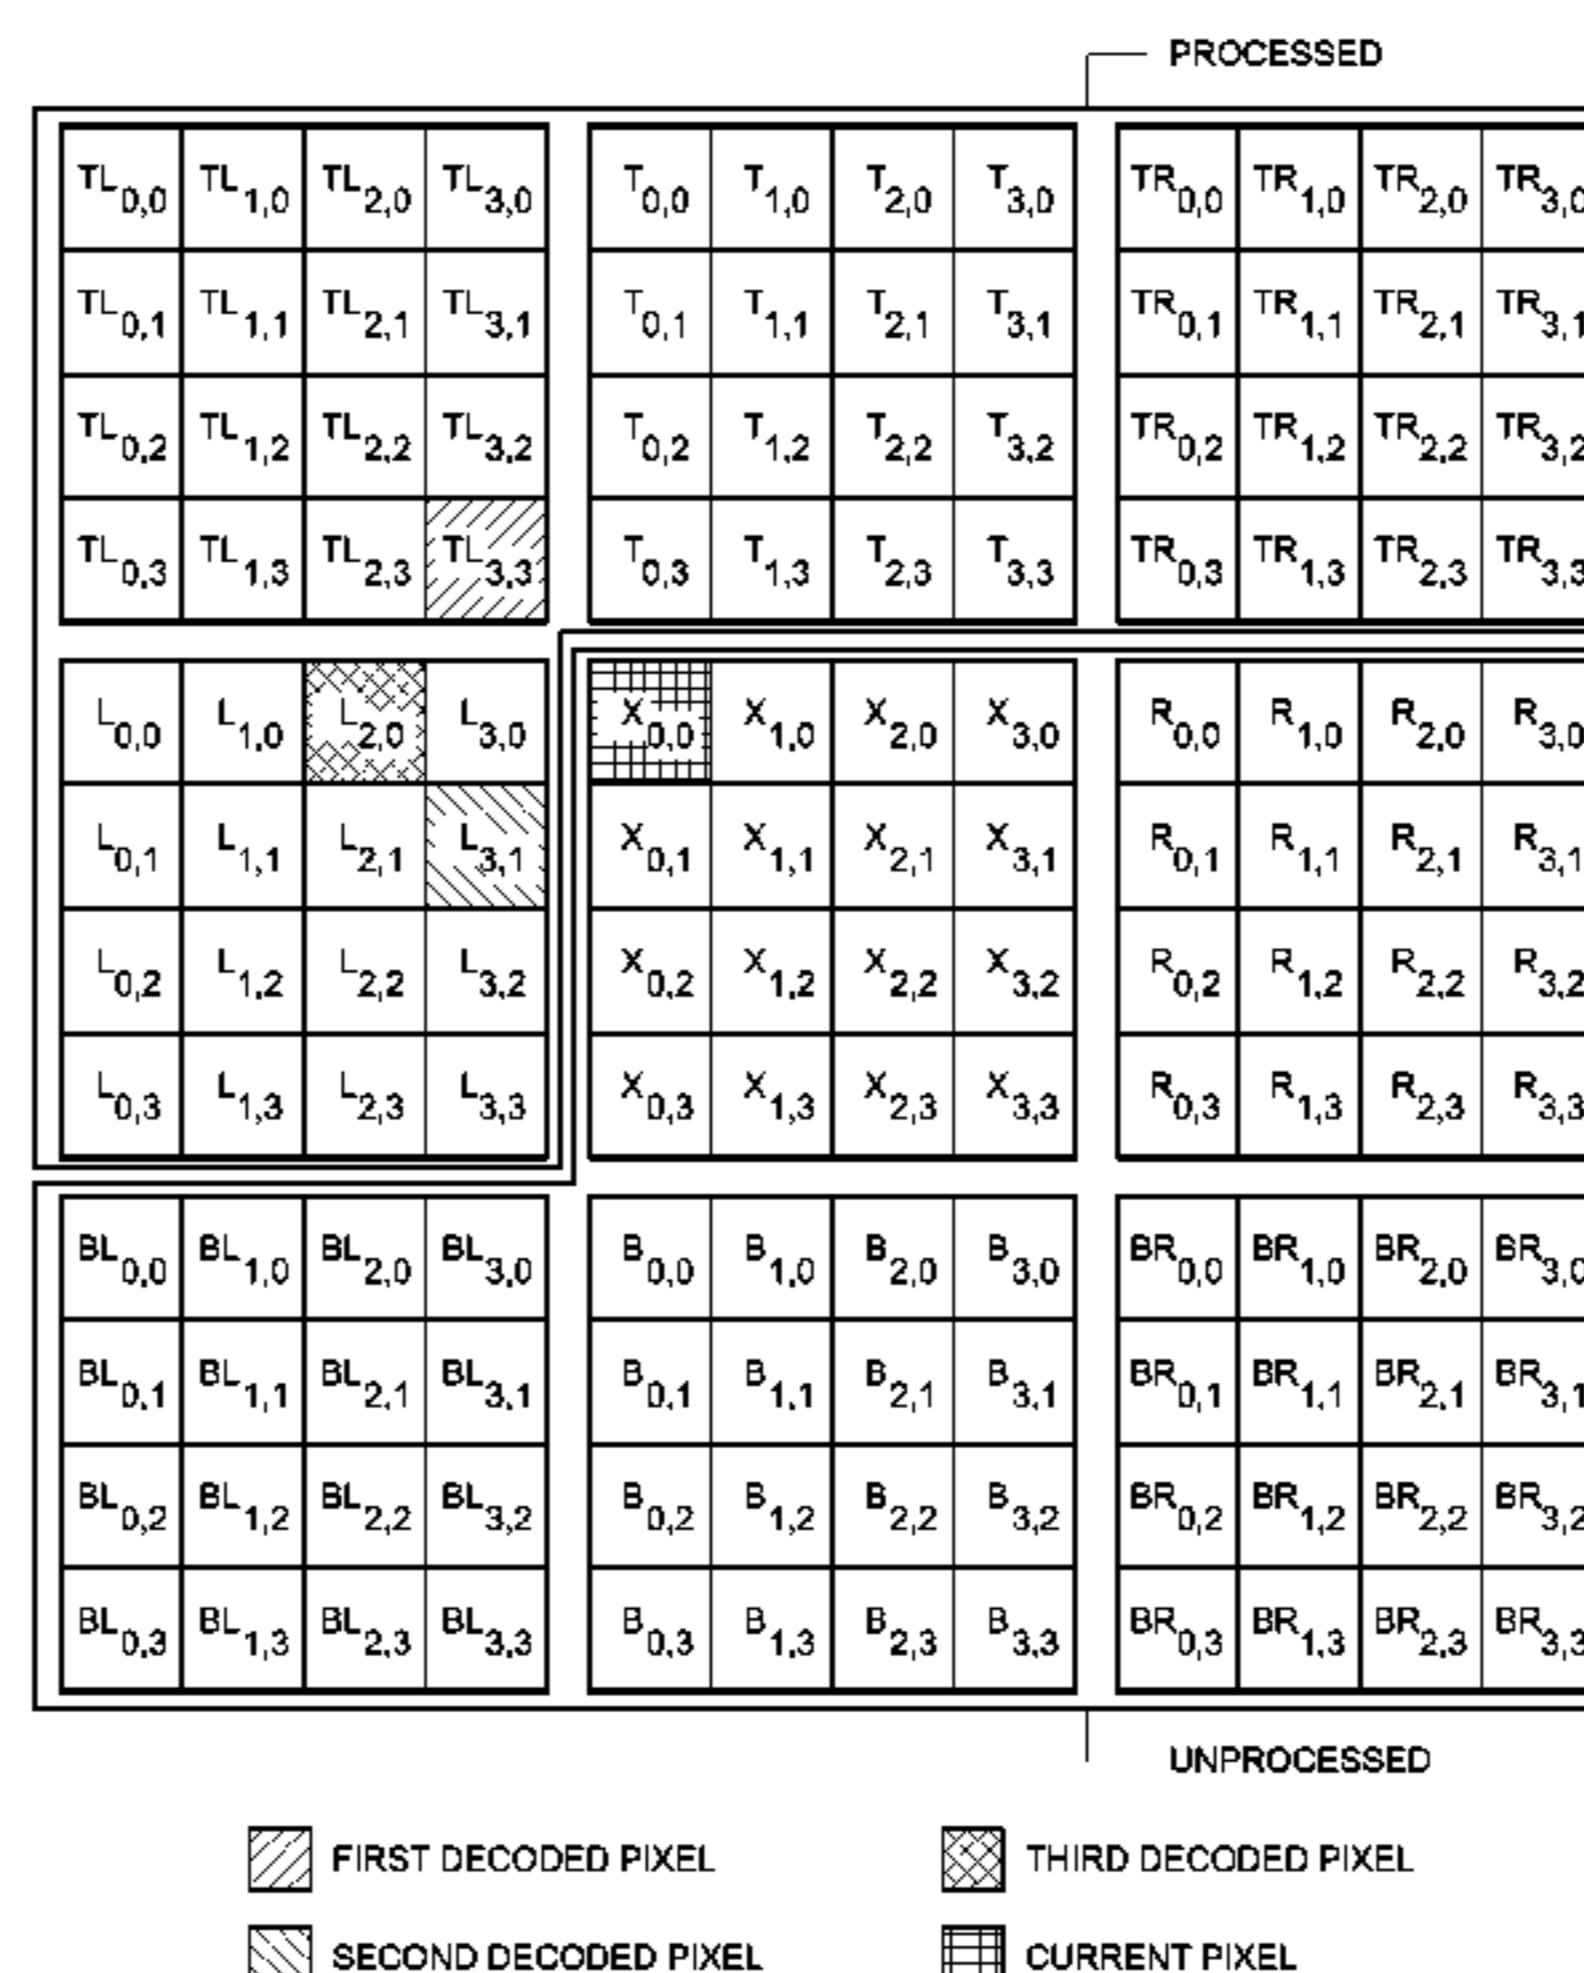 PROCESSED
TL0,0 TL1,0 TL2,0 TL3,0 T0,0 T1,0 T2,0 T3,0 TR0,0 TR1,0 TR2,0 TR3,0
TL0,1 TL1,1 TL2,1 TL3,1 T0,1 T1,1 T2,1 T3,1 TR0,1 TR1,1 TR2,1 TR3,1
TL0,2 TL1,2 TL2,2 TL3,2 T0,2 T1,2 T2,2 T3,2 TR0,2 TR1,2 TR2,2 TR3,2
TL0,3 TL1,3 TL2,3 TL3,3 T0,3 T1,3 T2,3 T3,3 TR0,3 TR1,3 TR2,3 TR3,3
L0,0 L1,0 L2,0 L3,0 X0,0 X1,0 X2,0 X3,0 R0,0 R1,0 R2,0 R3,0
L0,1 L1,1 L2,1 L3,1 X0,1 X1,1 X2,1 X3,1 R0,1 R1,1 R2,1 R3,1
L0,2 L1,2 L2,2 L3,2 X0,2 X1,2 X2,2 X3,2 R0,2 R1,2 R2,2 R3,2
L0,3 L1,3 L2,3 L3,3 X0,3 X1,3 X2,3 X3,3 R0,3 R1,3 R2,3 R3,3
BL0,0 BL1,0 BL2,0 BL3,0 B0,0 B1,0 B2,0 B3,0 BR0,0 BR1,0 BR2,0 BR3,0
BL0,1 BL1,1 BL2,1 BL3,1 B0,1 B1,1 B2,1 B3,1 BR0,1 BR1,1 BR2,1 BR3,1
BL0,2 BL1,2 BL2,2 BL3,2 B0,2 B1,2 B2,2 B3,2 BR0,2 BR1,2 BR2,2 BR3,2
BL0,3 BL1,3 BL2,3 BL3,3 B0,3 B1,3 B2,3 B3,3 BR0,3 BR1,3 BR2,3 BR3,3
UNPROCESSED
FIRST DECODED PIXEL THIRD DECODED PIXEL
SECOND DECODED PIXEL CURRENT PIXEL